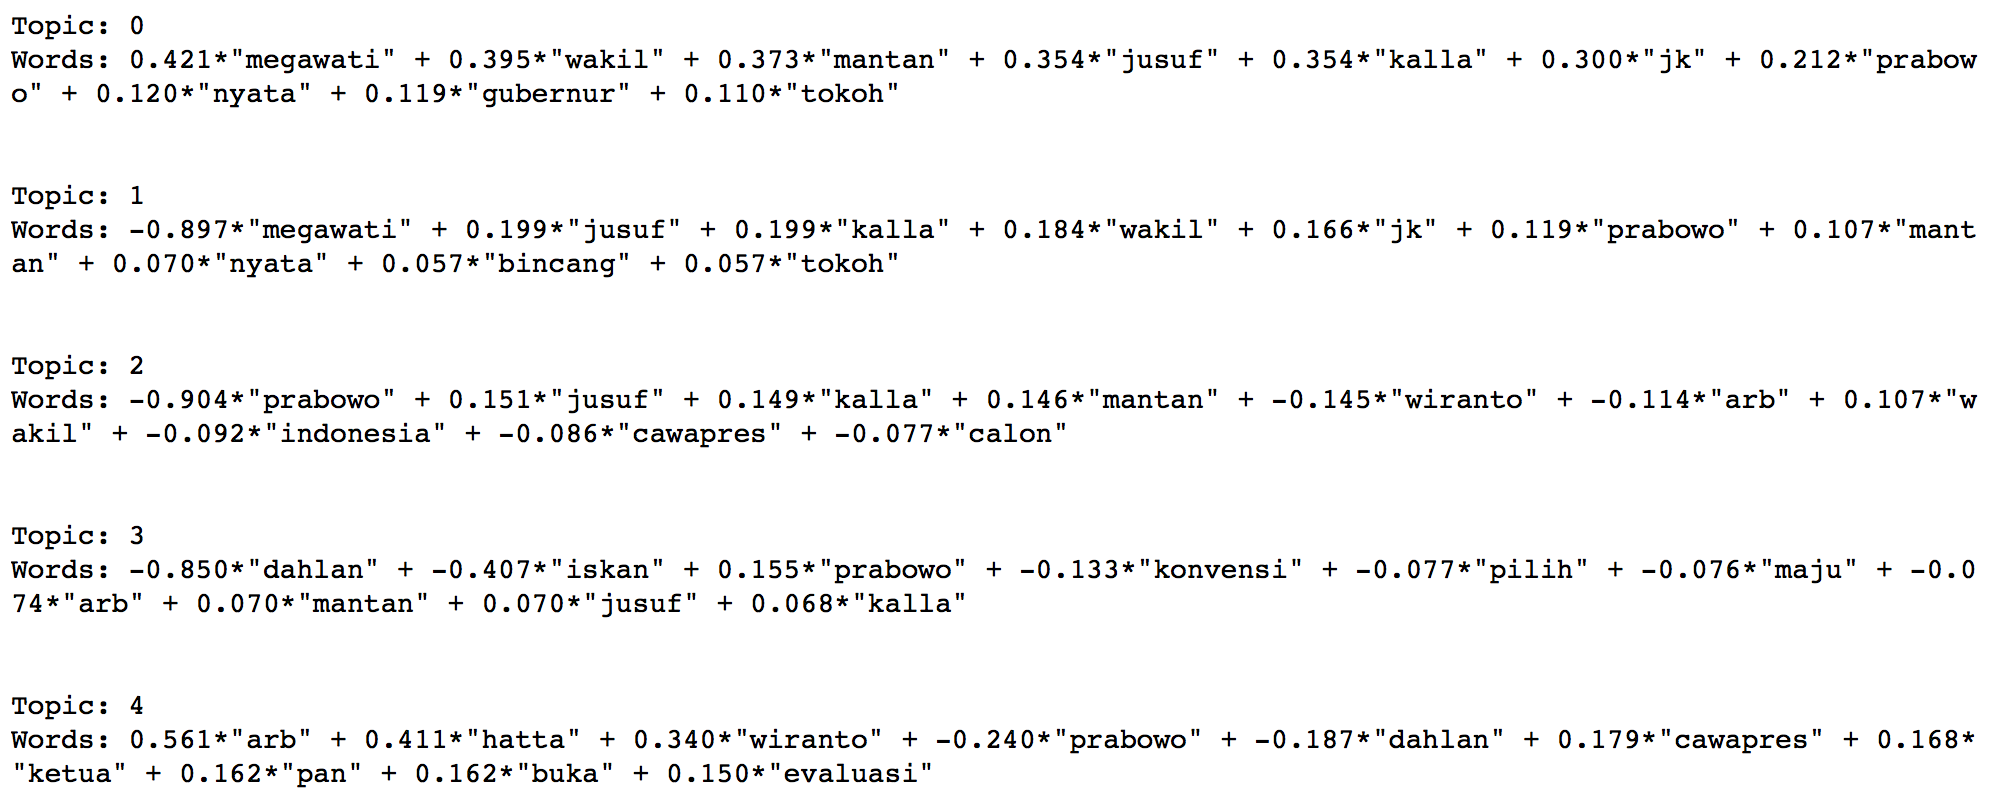 Topic: 0
Words: 0.421*"megawati" + 0.395*"wakil" + 0.373*"mantan" + 0.354*"jusuf" + 0.354*"kalla" + 0.300*"jk" + 0.212*"prabow
o" + 0.120*"nyata" + 0.119*"gubernur" + 0.110*"tokoh"
Topic: 1
Words: -0.897*"megawati" + 0.199*"jusuf" + 0.199*"kalla" + 0.184*"wakil" + 0.166*"jk" + 0.119*"prabowo" + 0.107*"mant
an" + 0.070*"nyata" + 0.057*"bincang" + 0.057*"tokoh"
Topic: 2
Words: -0.904*"prabowo" + 0.151*"jusuf" + 0.149*"kalla" + 0.146*"mantan" + -0.145*"wiranto" + -0.114*"arb" + 0.107*"w
akil" + -0.092*"indonesia" + -0.086*"cawapres" + -0.077*"calon"
Topic: 3
Words: -0.850*"dahlan" + -0.407*"iskan" + 0.155*"prabowo" + -0.133*"konvensi" + -0.077*"pilih" + -0.076*"maju" + -0.0
74*"arb" + 0.070*"mantan" + 0.070*"jusuf" + 0.068*"kalla"
Topic: 4
Words: 0.561*"arb" + 0.411*"hatta" + 0.340*"wiranto" + -0.240*"prabowo" + -0.187*"dahlan" + 0.179*"cawapres" + 0.168*
"ketua" + 0.162*"pan" + 0.162*"buka" + 0.150*"evaluasi"